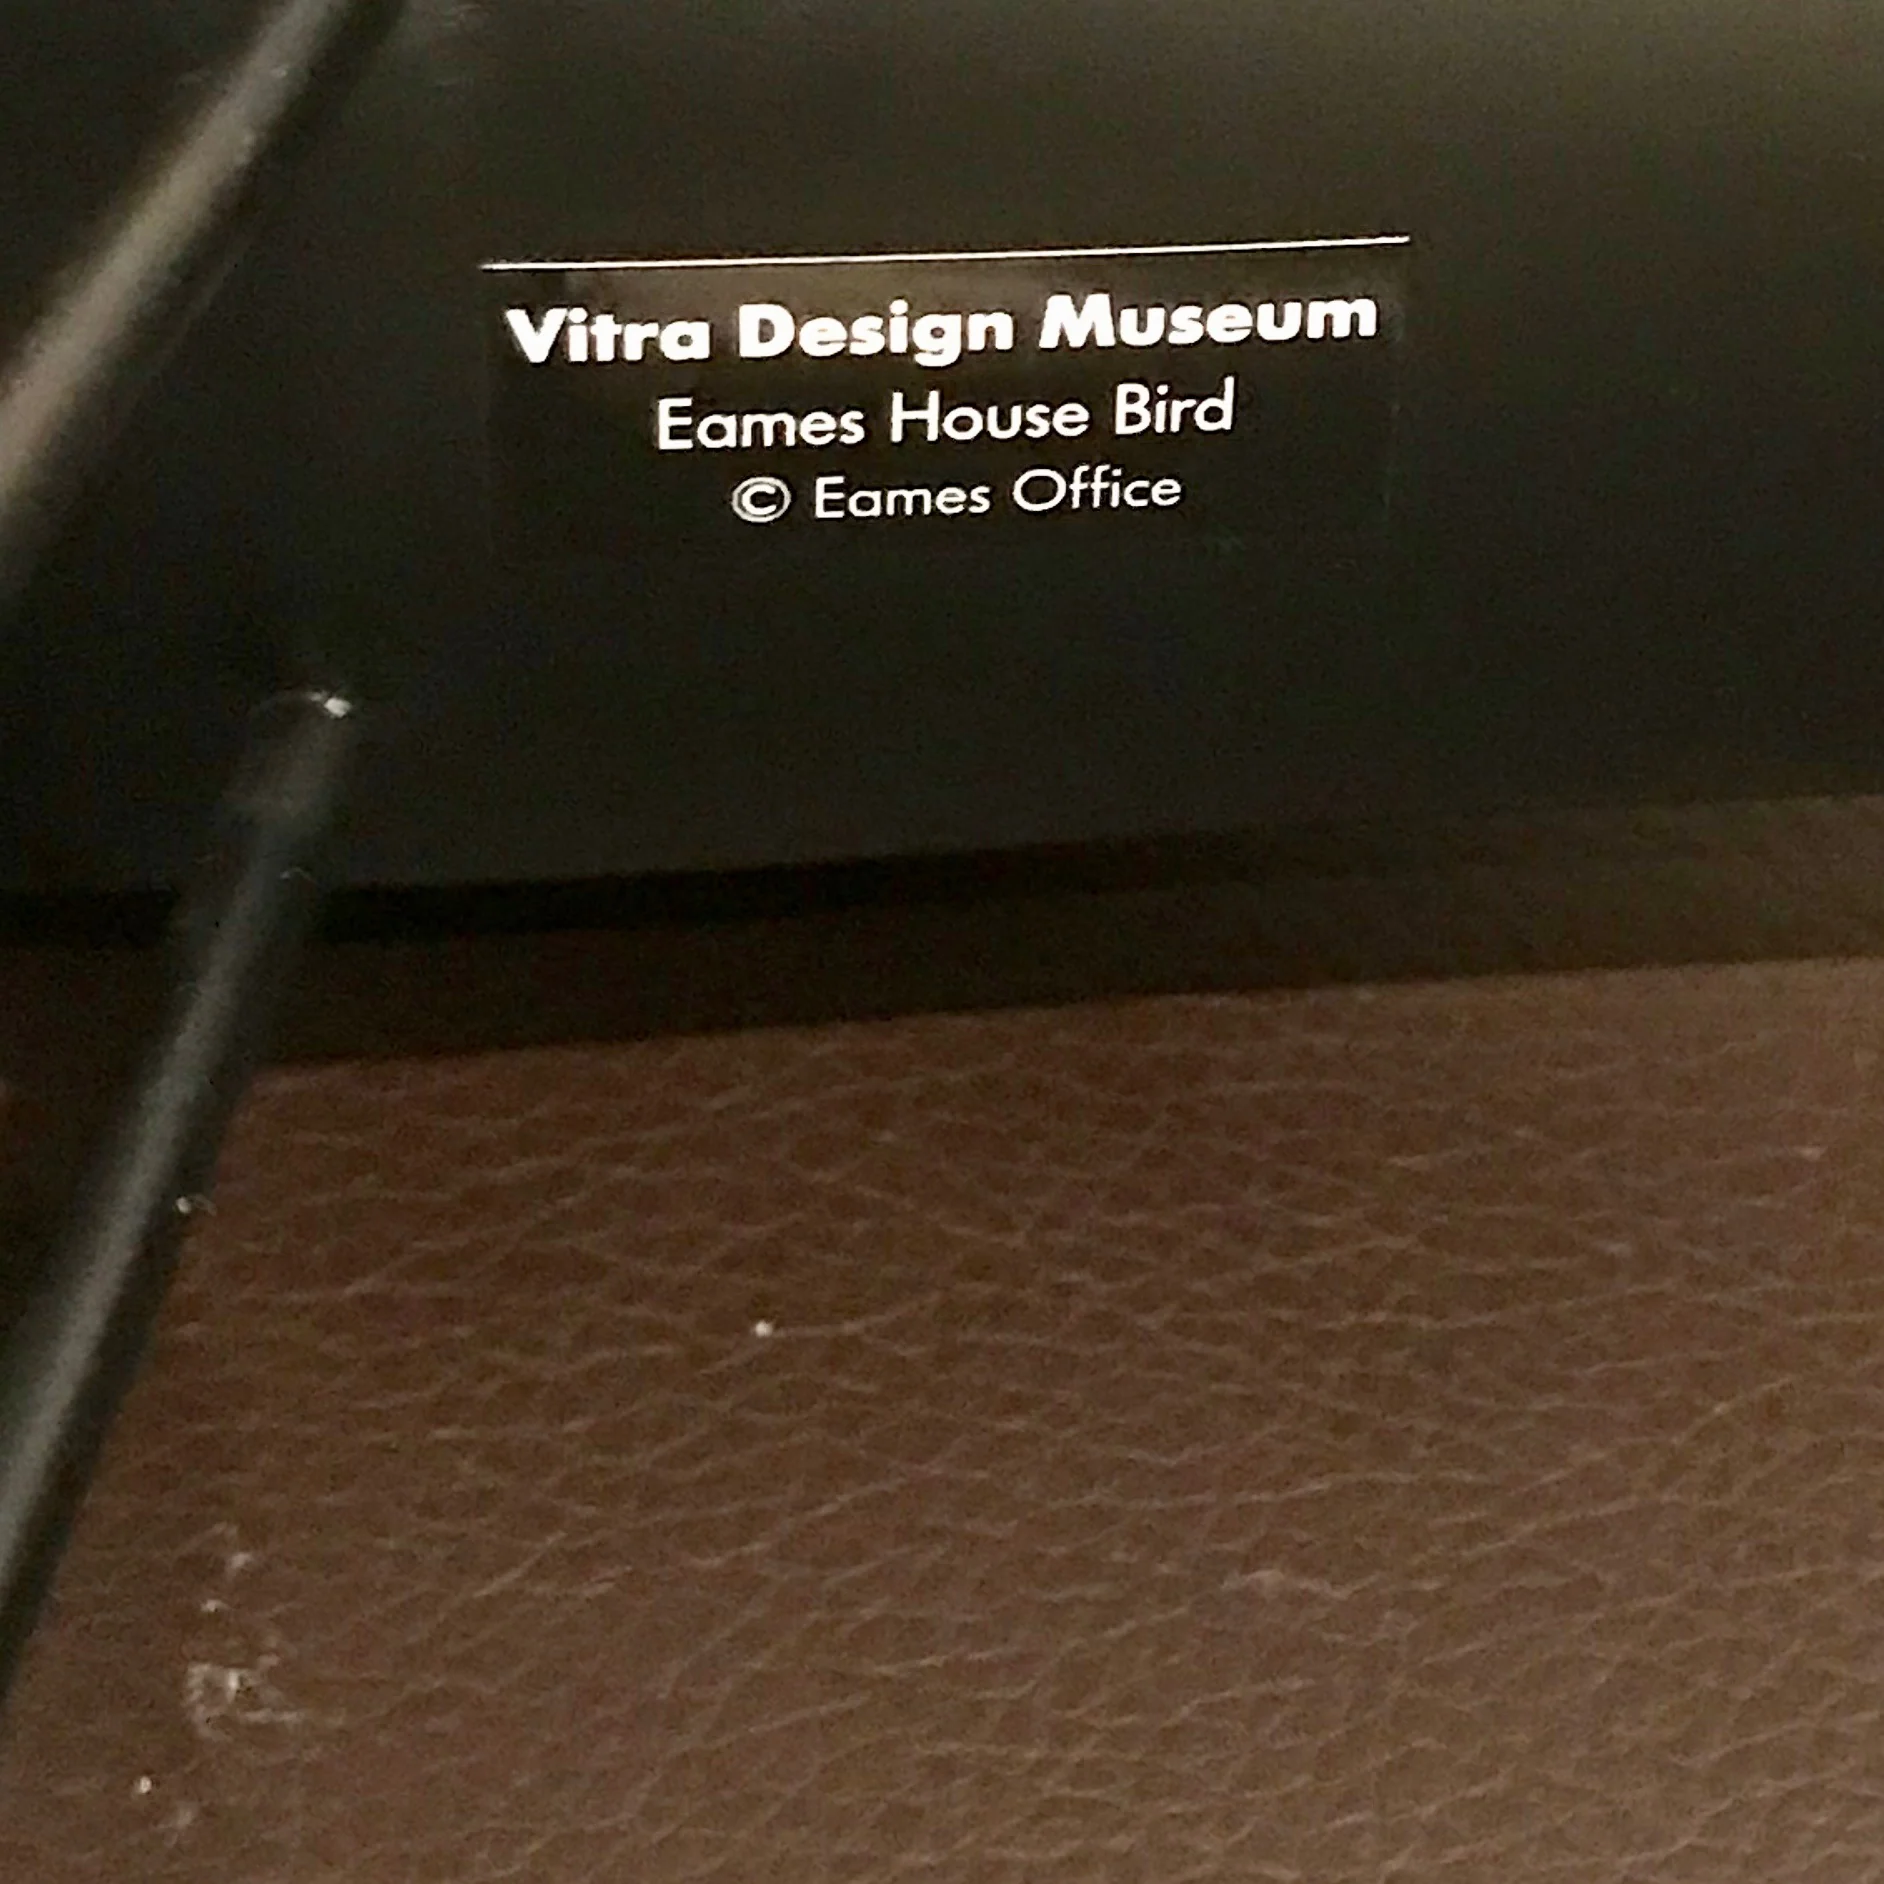 Vitra Design Museum
Eames House Bird
© Eames Office